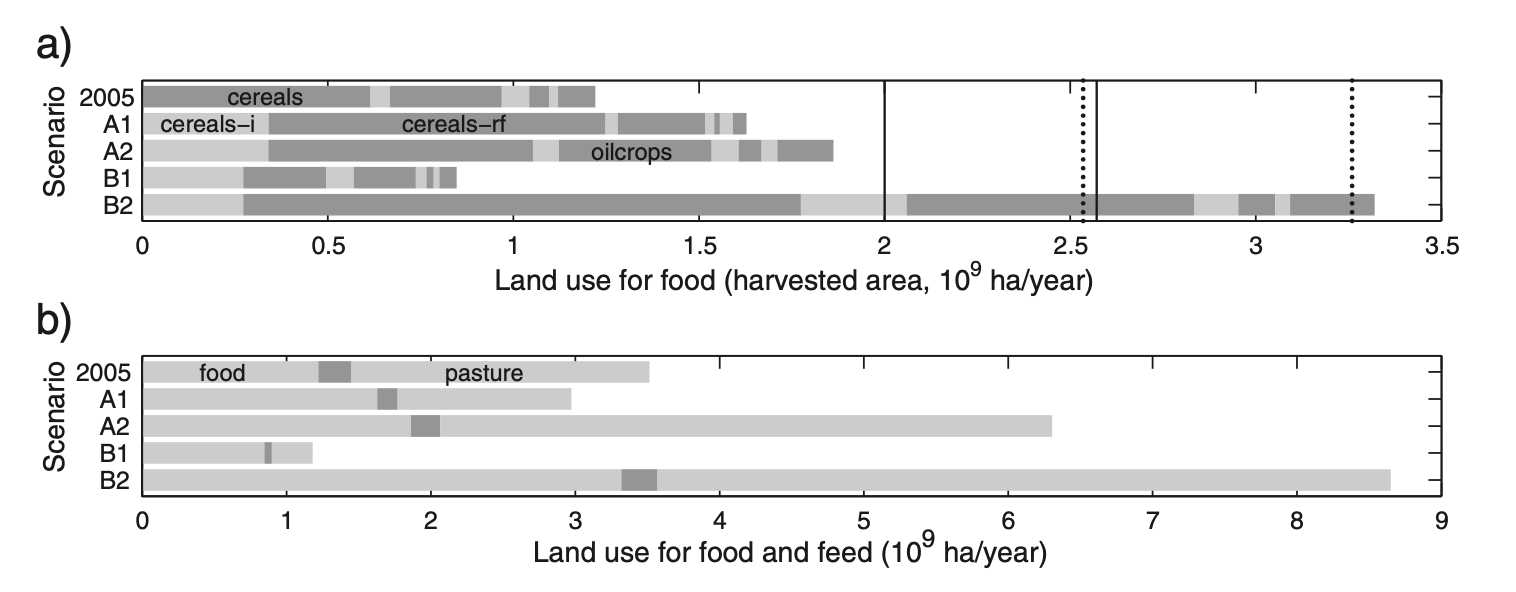 a)
Scenario
2005 cereals
A1 cereals–i cereals–rf
A2 oilcrops
B1
B2
0 0.5 1 1.5 2 2.5 3 3.5
Land use for food (harvested area, 10⁹ ha/year)
b)
Scenario
2005 food pasture
A1
A2
B1
B2
0 1 2 3 4 5 6 7 8 9
Land use for food and feed (10⁹ ha/year)